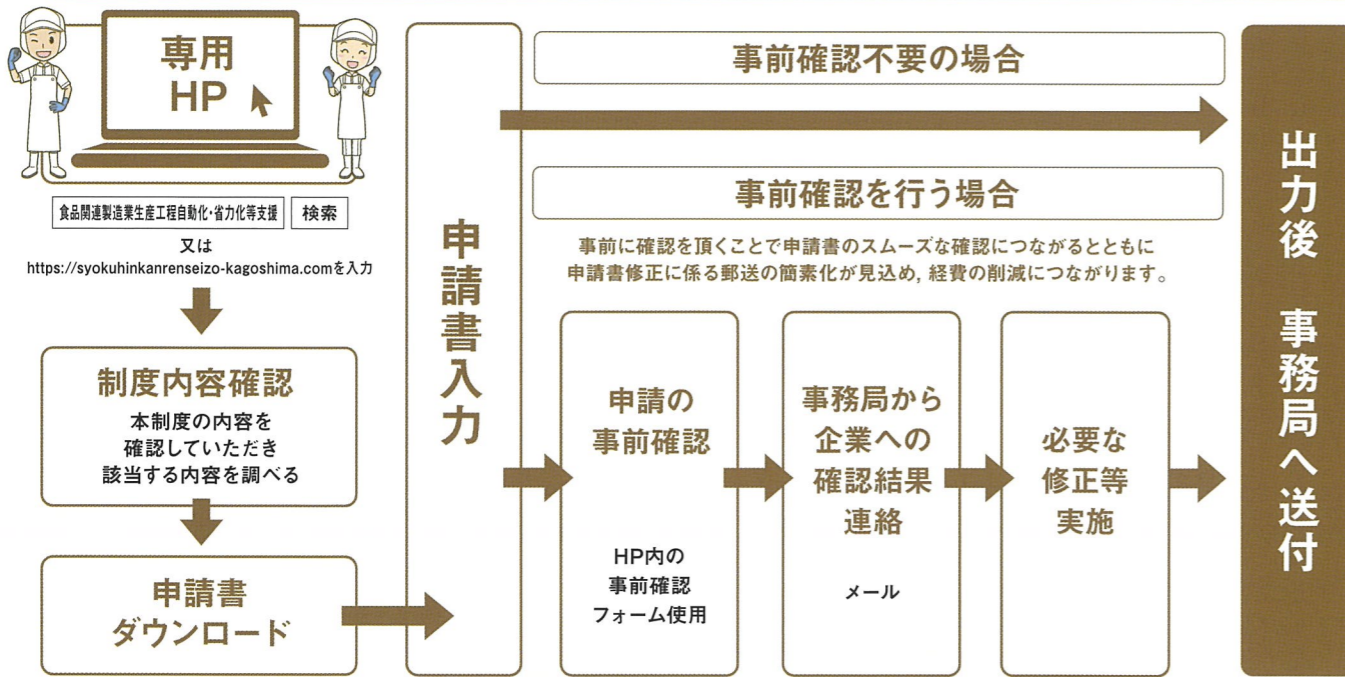 専用
HP
食品関連製造業生産工程自動化・省力化等支援 検索
又は
https://syokuhinkanrenseizo-kagoshima.comを入力
制度内容確認
本制度の内容を
確認していただき
該当する内容を調べる
申請書
ダウンロード
申請書入力
事前確認不要の場合
事前確認を行う場合
事前に確認を頂くことで申請書のスムーズな確認につながるとともに
申請書修正に係る郵送の簡素化が見込め，経費の削減につながります。
申請の
事前確認
HP内の
事前確認
フォーム使用
事務局から
企業への
確認結果
連絡
メール
必要な
修正等
実施
出力後　事務局へ送付